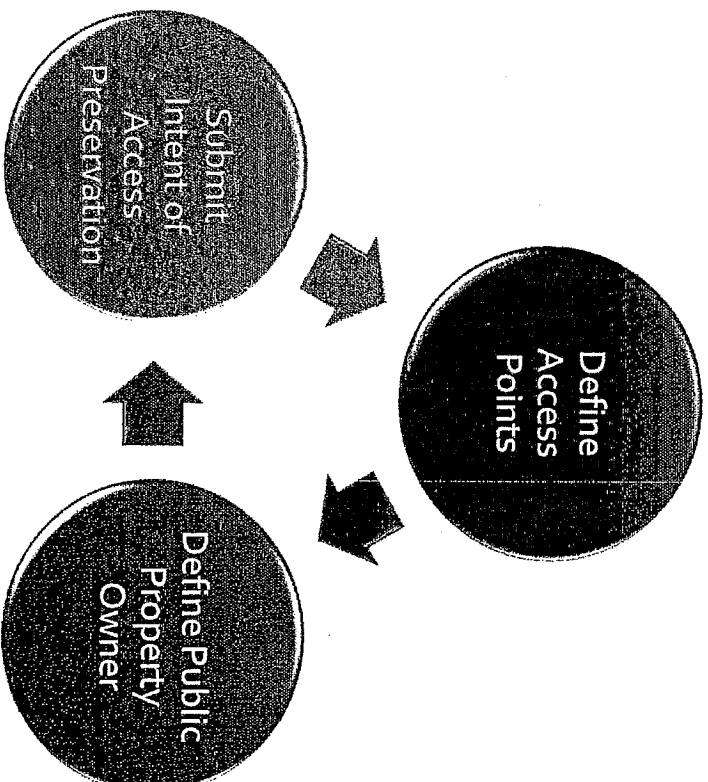 Define
Access
Points
Define Public
Property
Owner
Submit
Intent of
Access
Preservation